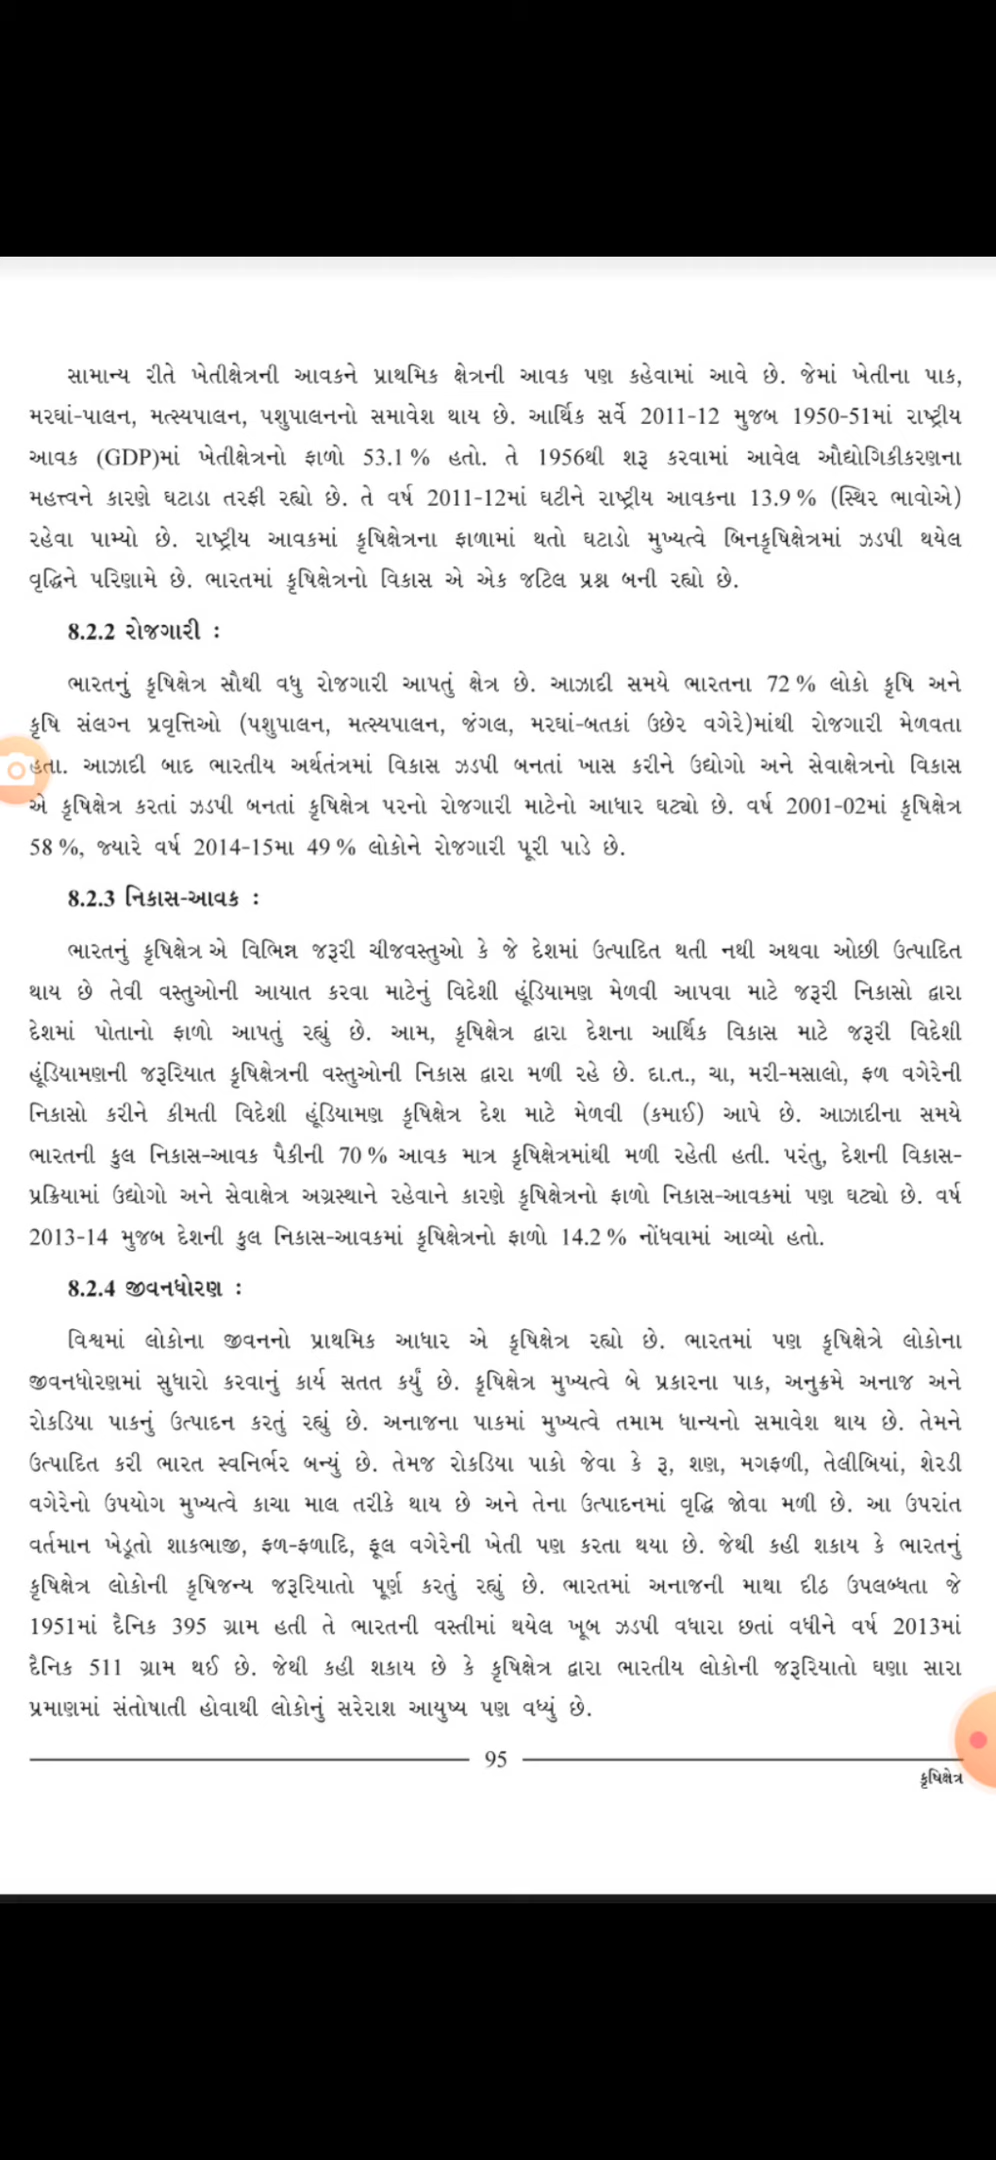 સામાન્ય રીતે ખેતીક્ષેત્રની આવકને પ્રાથમિક ક્ષેત્રની આવક પણ કહેવામાં આવે છે. જેમાં ખેતીના પાક,
મરઘાં-પાલન, મત્સ્યપાલન, પશુપાલનનો સમાવેશ થાય છે. આર્થિક સર્વે 2011-12 મુજબ 1950-51માં રાષ્ટ્રીય
આવક (GDP)માં ખેતીક્ષેત્રનો ફાળો 53.1 % હતો. તે 1956થી શરૂ કરવામાં આવેલ ઔદ્યોગિકીકરણના
મહત્ત્વને કારણે ઘટાડા તરફી રહ્યો છે. તે વર્ષ 2011-12માં ઘટીને રાષ્ટ્રીય આવકના 13.9 % (સ્થિર ભાવોએ)
રહેવા પામ્યો છે. રાષ્ટ્રીય આવકમાં કૃષિક્ષેત્રના ફાળામાં થતો ઘટાડો મુખ્યત્વે બિનકૃષિક્ષેત્રમાં ઝડપી થયેલ
વૃદ્ધિને પરિણામે છે. ભારતમાં કૃષિક્ષેત્રનો વિકાસ એ એક જટિલ પ્રશ્ન બની રહ્યો છે.
8.2.2 રોજગારી :
ભારતનું કૃષિક્ષેત્ર સૌથી વધુ રોજગારી આપતું ક્ષેત્ર છે. આઝાદી સમયે ભારતના 72 % લોકો કૃષિ અને
કૃષિ સંલગ્ન પ્રવૃત્તિઓ (પશુપાલન, મત્સ્યપાલન, જંગલ, મરઘાં-બતકાં ઉછેર વગેરે)માંથી રોજગારી મેળવતા
હતા. આઝાદી બાદ ભારતીય અર્થતંત્રમાં વિકાસ ઝડપી બનતાં ખાસ કરીને ઉદ્યોગો અને સેવાક્ષેત્રનો વિકાસ
એ કૃષિક્ષેત્ર કરતાં ઝડપી બનતાં કૃષિક્ષેત્ર પરનો રોજગારી માટેનો આધાર ઘટ્યો છે. વર્ષ 2001-02માં કૃષિક્ષેત્ર
58 %, જ્યારે વર્ષ 2014-15મા 49 % લોકોને રોજગારી પૂરી પાડે છે.
8.2.3 નિકાસ-આવક :
ભારતનું કૃષિક્ષેત્ર એ વિભિન્ન જરૂરી ચીજવસ્તુઓ કે જે દેશમાં ઉત્પાદિત થતી નથી અથવા ઓછી ઉત્પાદિત
થાય છે તેવી વસ્તુઓની આયાત કરવા માટેનું વિદેશી હૂંડિયામણ મેળવી આપવા માટે જરૂરી નિકાસો દ્વારા
દેશમાં પોતાનો ફાળો આપતું રહ્યું છે. આમ, કૃષિક્ષેત્ર દ્વારા દેશના આર્થિક વિકાસ માટે જરૂરી વિદેશી
હૂંડિયામણની જરૂરિયાત કૃષિક્ષેત્રની વસ્તુઓની નિકાસ દ્વારા મળી રહે છે. દા.ત., ચા, મરી-મસાલો, ફળ વગેરેની
નિકાસો કરીને કીમતી વિદેશી હૂંડિયામણ કૃષિક્ષેત્ર દેશ માટે મેળવી (કમાઈ) આપે છે. આઝાદીના સમયે
ભારતની કુલ નિકાસ-આવક પૈકીની 70 % આવક માત્ર કૃષિક્ષેત્રમાંથી મળી રહેતી હતી. પરંતુ, દેશની વિકાસ-
પ્રક્રિયામાં ઉદ્યોગો અને સેવાક્ષેત્ર અગ્રસ્થાને રહેવાને કારણે કૃષિક્ષેત્રનો ફાળો નિકાસ-આવકમાં પણ ઘટ્યો છે. વર્ષ
2013-14 મુજબ દેશની કુલ નિકાસ-આવકમાં કૃષિક્ષેત્રનો ફાળો 14.2 % નોંધવામાં આવ્યો હતો.
8.2.4 જીવનધોરણ :
વિશ્વમાં લોકોના જીવનનો પ્રાથમિક આધાર એ કૃષિક્ષેત્ર રહ્યો છે. ભારતમાં પણ કૃષિક્ષેત્રે લોકોના
જીવનધોરણમાં સુધારો કરવાનું કાર્ય સતત કર્યું છે. કૃષિક્ષેત્ર મુખ્યત્વે બે પ્રકારના પાક, અનુક્રમે અનાજ અને
રોકડિયા પાકનું ઉત્પાદન કરતું રહ્યું છે. અનાજના પાકમાં મુખ્યત્વે તમામ ધાન્યનો સમાવેશ થાય છે. તેમને
ઉત્પાદિત કરી ભારત સ્વનિર્ભર બન્યું છે. તેમજ રોકડિયા પાકો જેવા કે રૂ, શણ, મગફળી, તેલીબિયાં, શેરડી
વગેરેનો ઉપયોગ મુખ્યત્વે કાચા માલ તરીકે થાય છે અને તેના ઉત્પાદનમાં વૃદ્ધિ જોવા મળી છે. આ ઉપરાંત
વર્તમાન ખેડૂતો શાકભાજી, ફળ-ફળાદિ, ફૂલ વગેરેની ખેતી પણ કરતા થયા છે. જેથી કહી શકાય કે ભારતનું
કૃષિક્ષેત્ર લોકોની કૃષિજન્ય જરૂરિયાતો પૂર્ણ કરતું રહ્યું છે. ભારતમાં અનાજની માથા દીઠ ઉપલબ્ધતા જે
1951માં દૈનિક 395 ગ્રામ હતી તે ભારતની વસ્તીમાં થયેલ ખૂબ ઝડપી વધારા છતાં વધીને વર્ષ 2013માં
દૈનિક 511 ગ્રામ થઈ છે. જેથી કહી શકાય છે કે કૃષિક્ષેત્ર દ્વારા ભારતીય લોકોની જરૂરિયાતો ઘણા સારા
પ્રમાણમાં સંતોષાતી હોવાથી લોકોનું સરેરાશ આયુષ્ય પણ વધ્યું છે.
95
કૃષિક્ષેત્ર